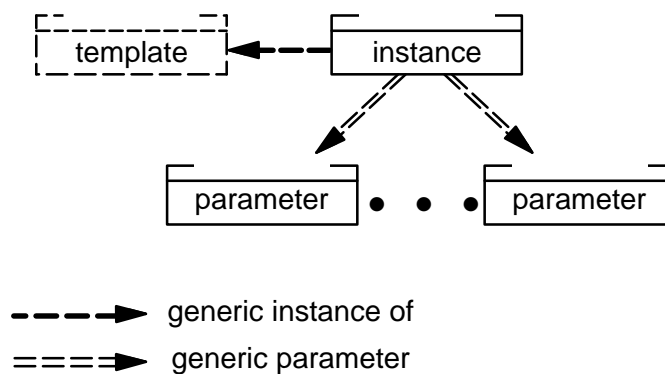 template
instance
parameter
parameter
generic instance of
generic parameter